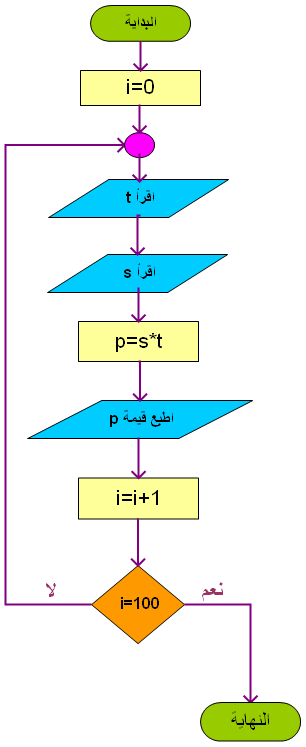 البداية
i=0
اقرأ t
اقرأ s
p=s*t
اطبع قيمة p
i=i+1
لا
نعم
i=100
النهاية